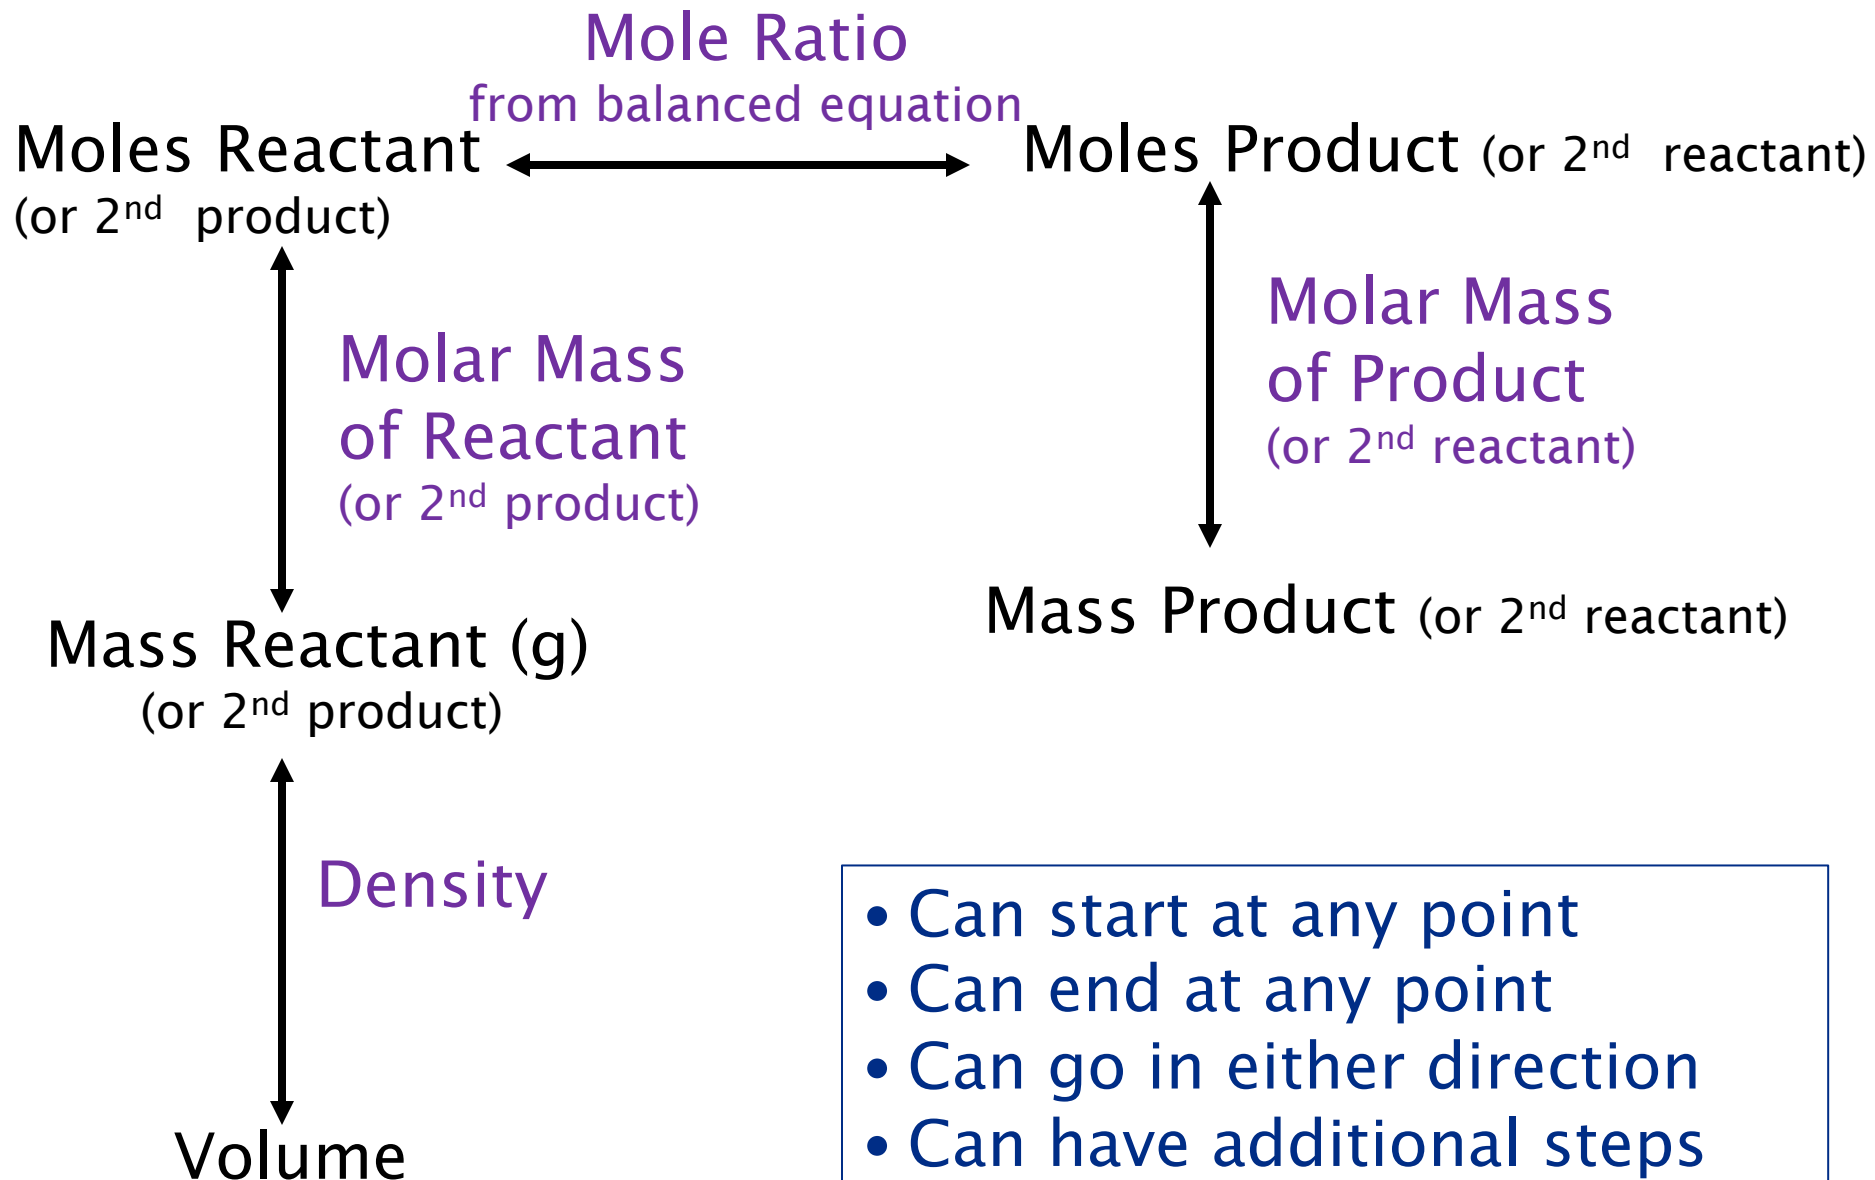 Mole Ratio
from balanced equation
Moles Reactant
(or 2nd product)
Moles Product (or 2nd reactant)
Molar Mass
of Reactant
(or 2nd product)
Molar Mass
of Product
(or 2nd reactant)
Mass Reactant (g)
(or 2nd product)
Mass Product (or 2nd reactant)
Density
Volume
• Can start at any point
• Can end at any point
• Can go in either direction
• Can have additional steps